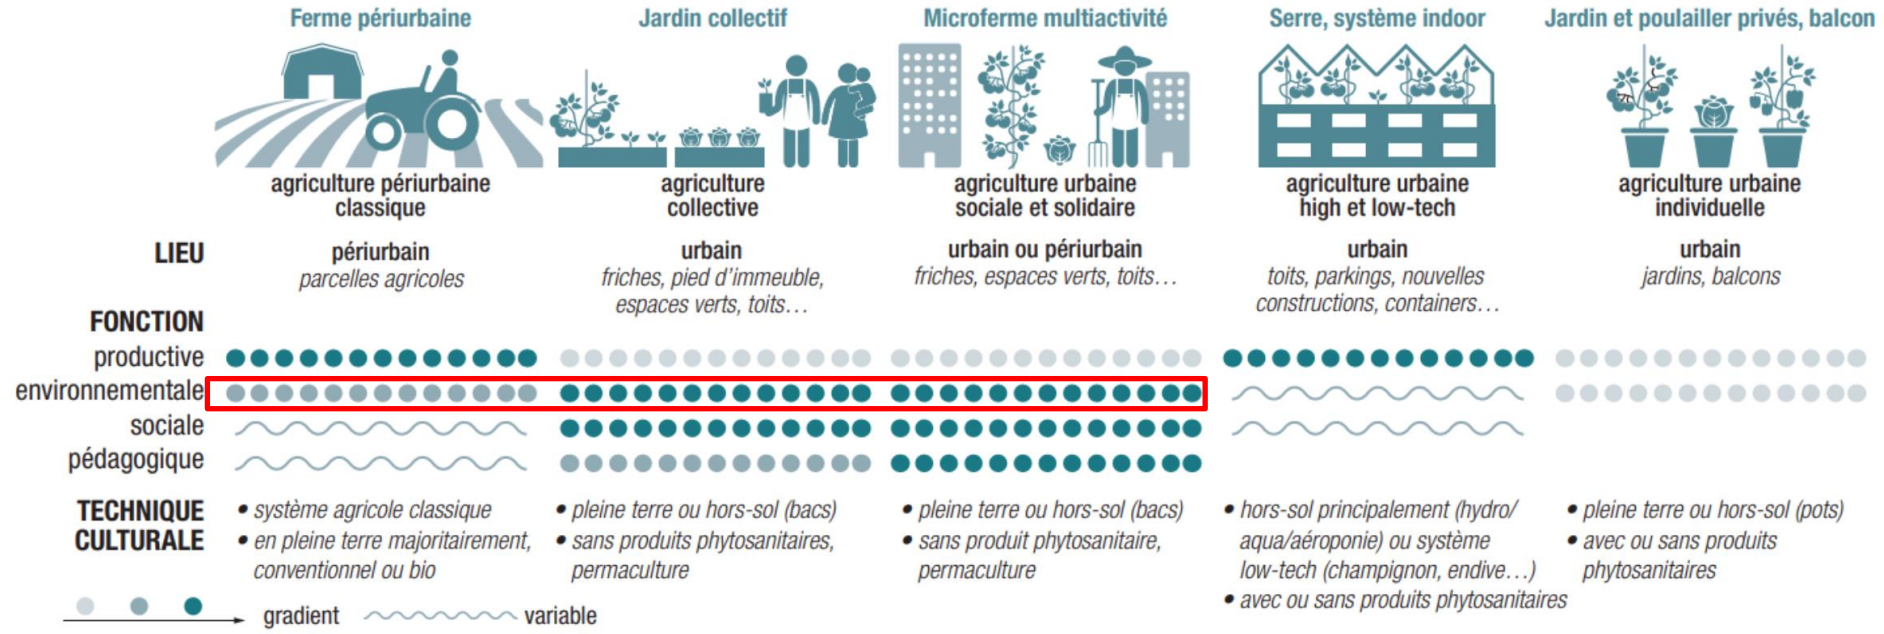 Ferme périurbaine
Jardin collectif
Microferme multiactivité
Serre, système indoor
Jardin et poulailler privés, balcon
agriculture périurbaine
classique
agriculture
collective
agriculture urbaine
sociale et solidaire
agriculture urbaine
high et low-tech
agriculture urbaine
individuelle
LIEU
périurbain
parcelles agricoles
urbain
friches, pied d'immeuble,
espaces verts, toits…
urbain ou périurbain
friches, espaces verts, toits…
urbain
toits, parkings, nouvelles
constructions, containers…
urbain
jardins, balcons
FONCTION
productive
environnementale
sociale
pédagogique
TECHNIQUE
CULTURALE
• système agricole classique
• en pleine terre majoritairement,
conventionnel ou bio
• pleine terre ou hors-sol (bacs)
• sans produits phytosanitaires,
permaculture
• pleine terre ou hors-sol (bacs)
• sans produit phytosanitaire,
permaculture
• hors-sol principalement (hydro/
aqua/aéroponie) ou système
low-tech (champignon, endive…)
• avec ou sans produits phytosanitaires
• pleine terre ou hors-sol (pots)
• avec ou sans produits
phytosanitaires
gradient
variable